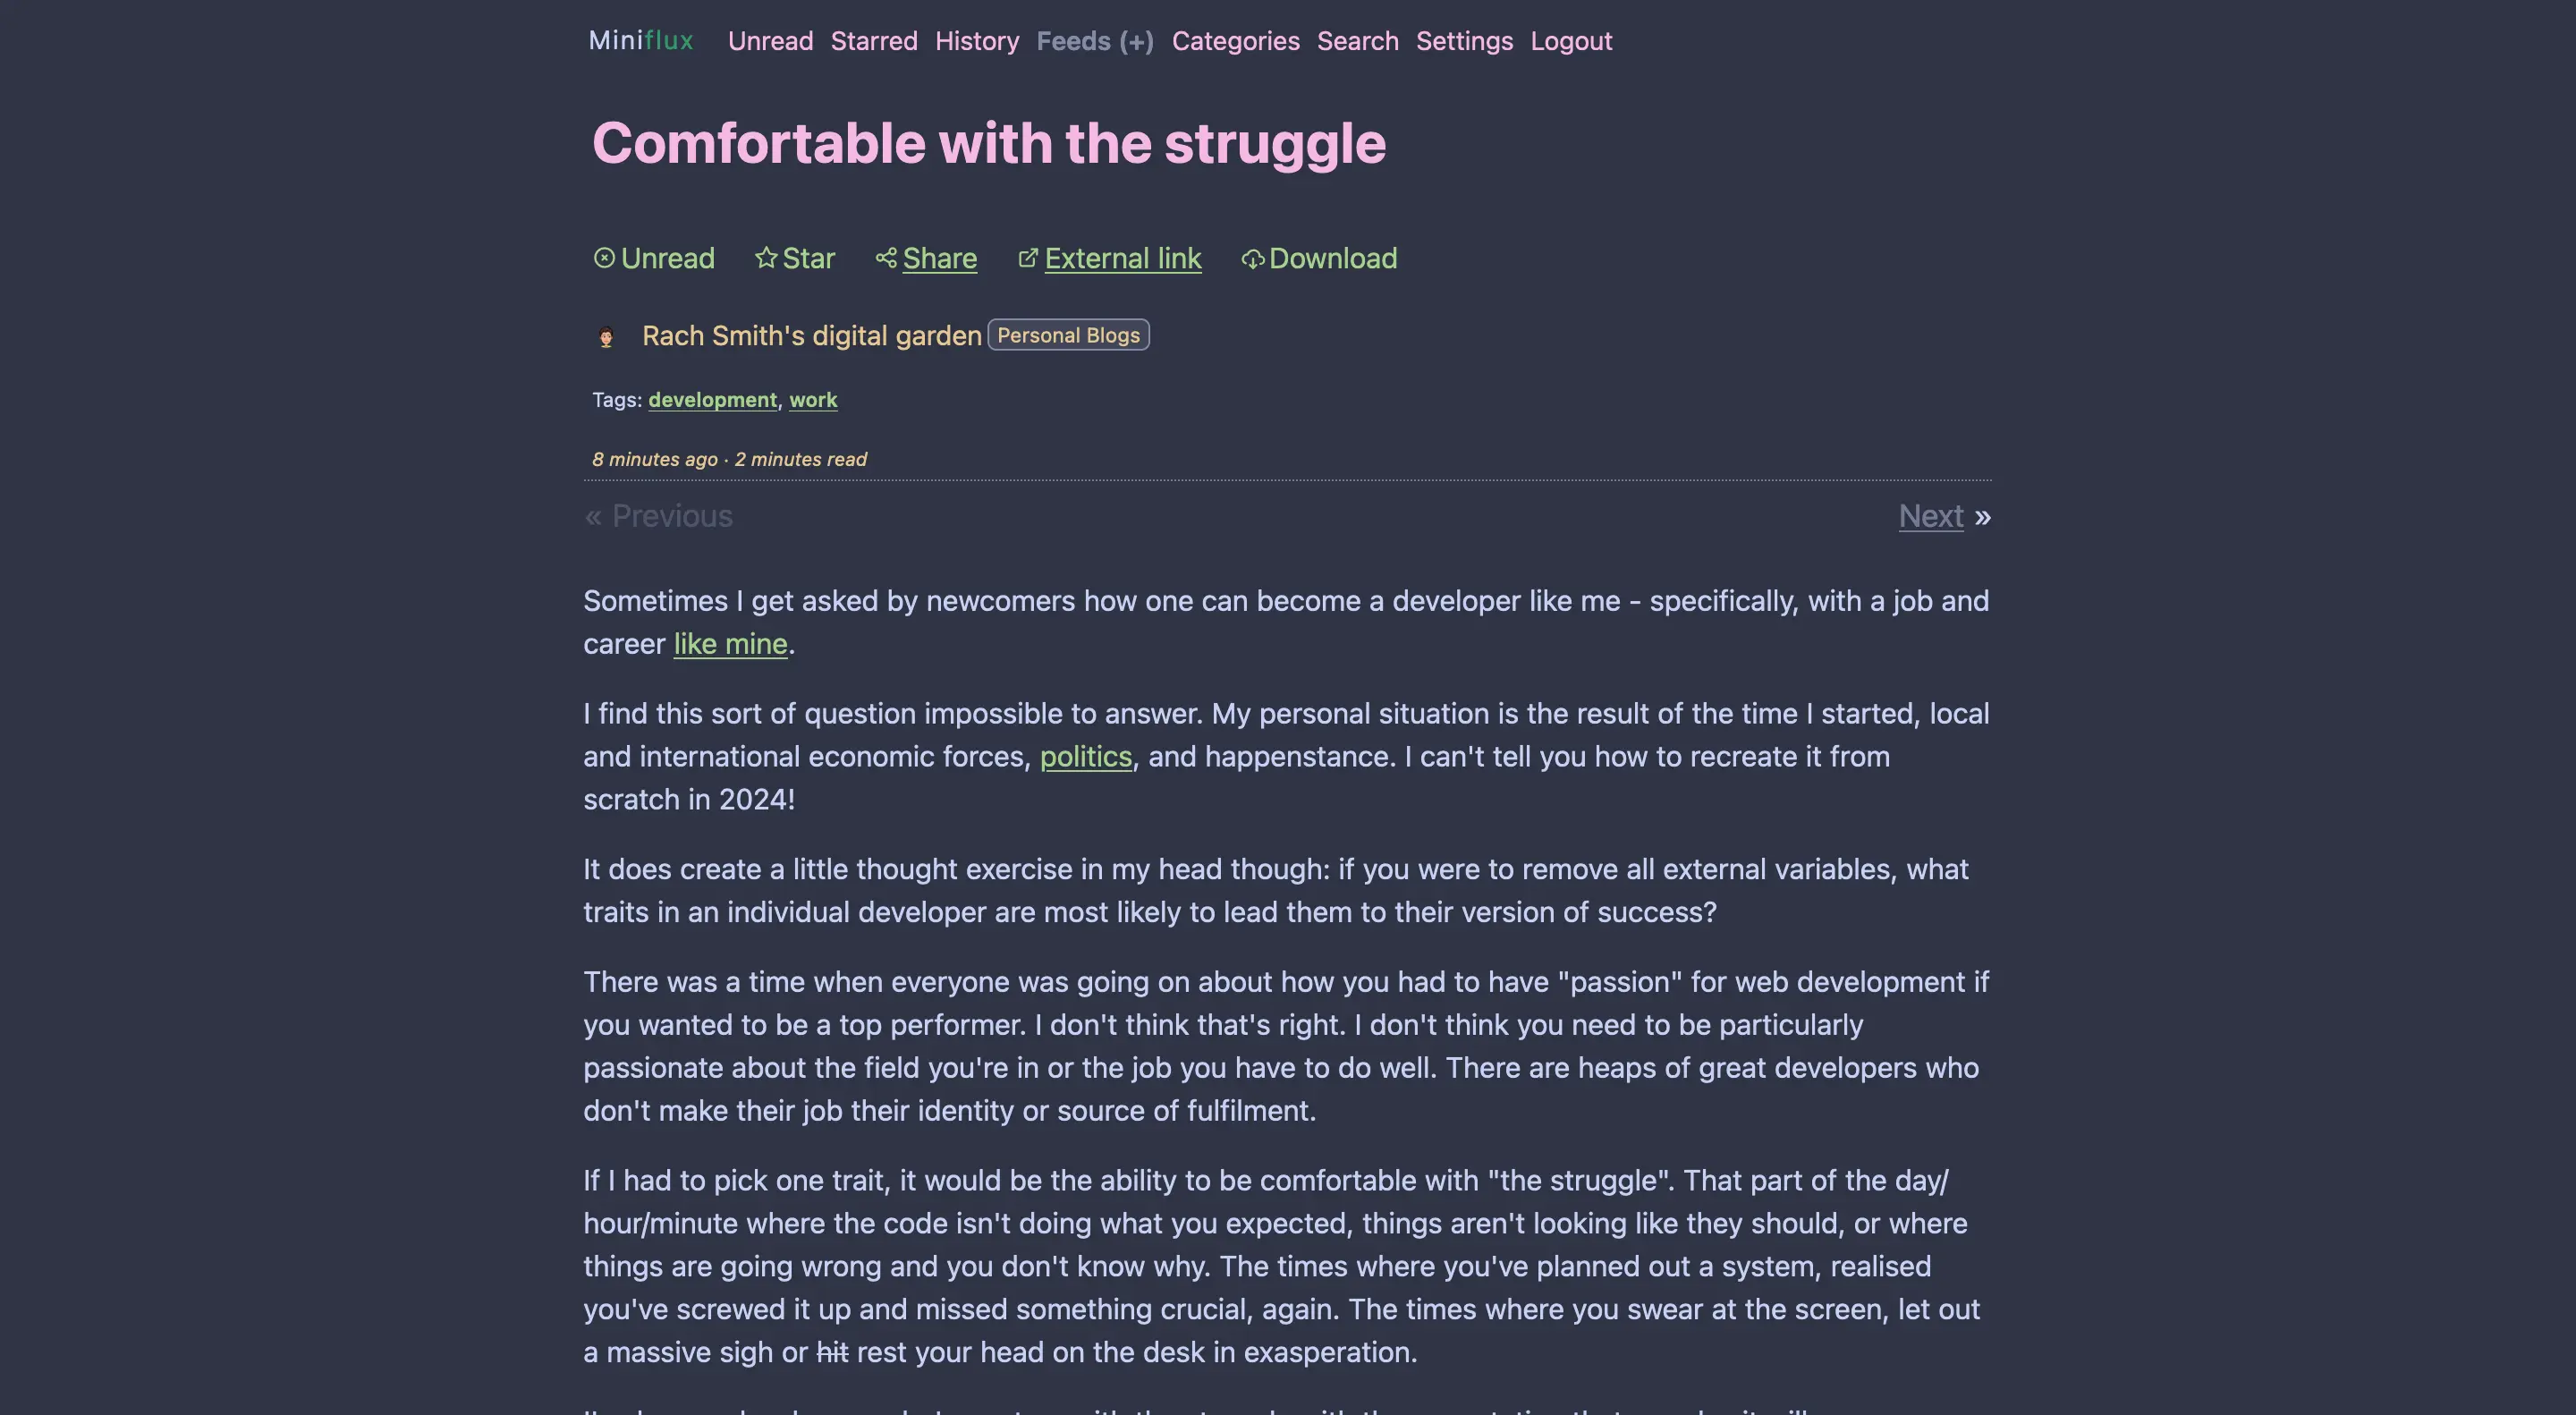 Miniflux Unread Starred History Feeds (+) Categories Search Settings Logout
Comfortable with the struggle
Unread Star Share External link Download
Rach Smith's digital garden Personal Blogs
Tags: development, work
8 minutes ago · 2 minutes read
« Previous Next »
Sometimes I get asked by newcomers how one can become a developer like me - specifically, with a job and
career like mine.
I find this sort of question impossible to answer. My personal situation is the result of the time I started, local
and international economic forces, politics, and happenstance. I can't tell you how to recreate it from
scratch in 2024!
It does create a little thought exercise in my head though: if you were to remove all external variables, what
traits in an individual developer are most likely to lead them to their version of success?
There was a time when everyone was going on about how you had to have "passion" for web development if
you wanted to be a top performer. I don't think that's right. I don't think you need to be particularly
passionate about the field you're in or the job you have to do well. There are heaps of great developers who
don't make their job their identity or source of fulfilment.
If I had to pick one trait, it would be the ability to be comfortable with "the struggle". That part of the day/
hour/minute where the code isn't doing what you expected, things aren't looking like they should, or where
things are going wrong and you don't know why. The times where you've planned out a system, realised
you've screwed it up and missed something crucial, again. The times where you swear at the screen, let out
a massive sigh or hit rest your head on the desk in exasperation.